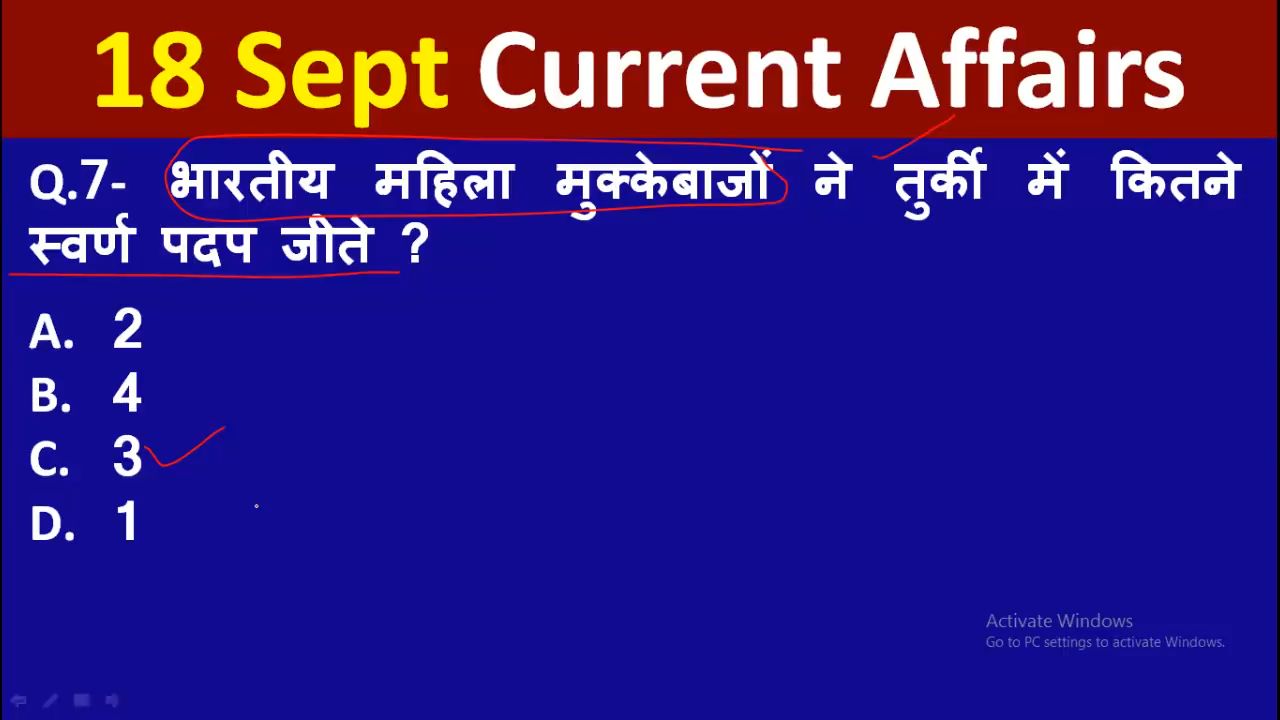 18 Sept Current Affairs
Q.7- भारतीय महिला मुक्केबाजों ने तुर्की में कितने
स्वर्ण पदप जीते ?
A. 2
B. 4
C. 3
D. 1
Activate Windows
Go to PC settings to activate Windows.